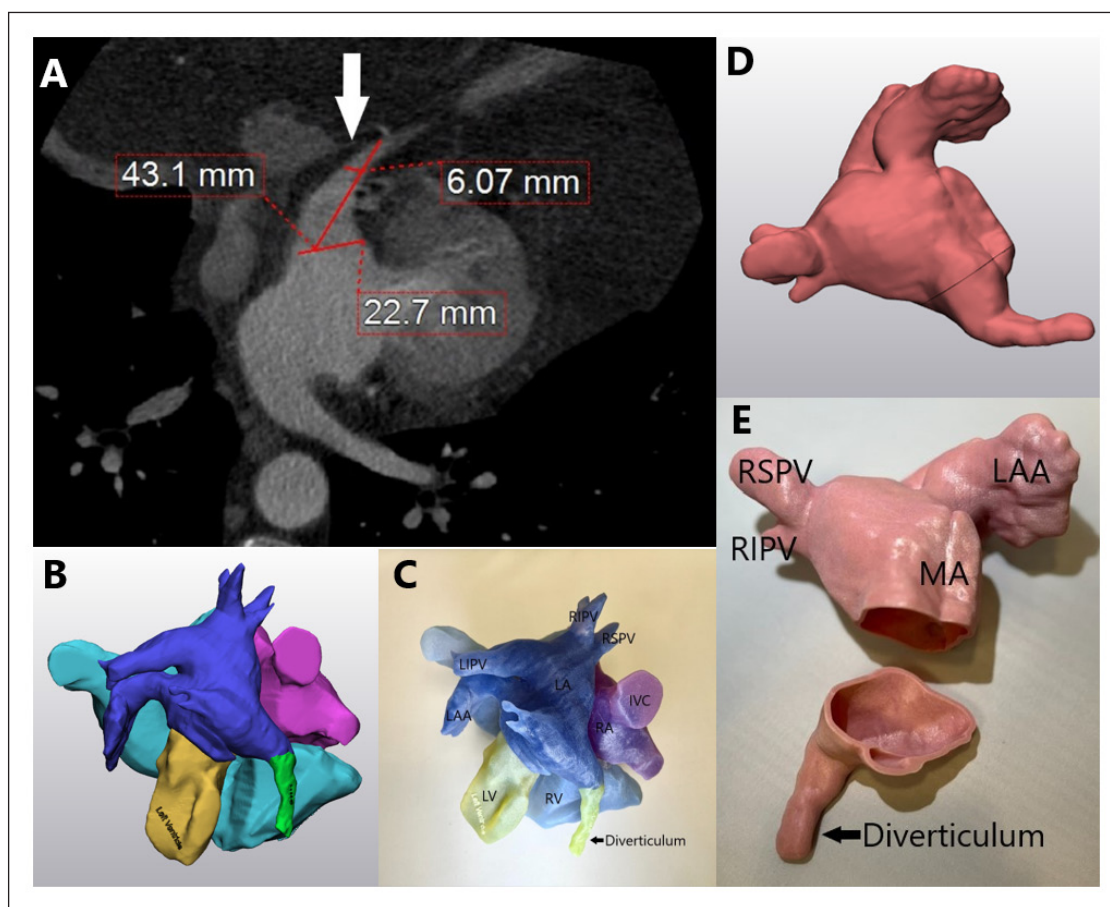 A
43.1 mm
6.07 mm
22.7 mm
B
Left Ventricle
C
RIPV
RSPV
LIPV
LA
IVC
LAA
RA
LV
RV
Diverticulum
D
E
RSPV
LAA
RIPV
MA
Diverticulum